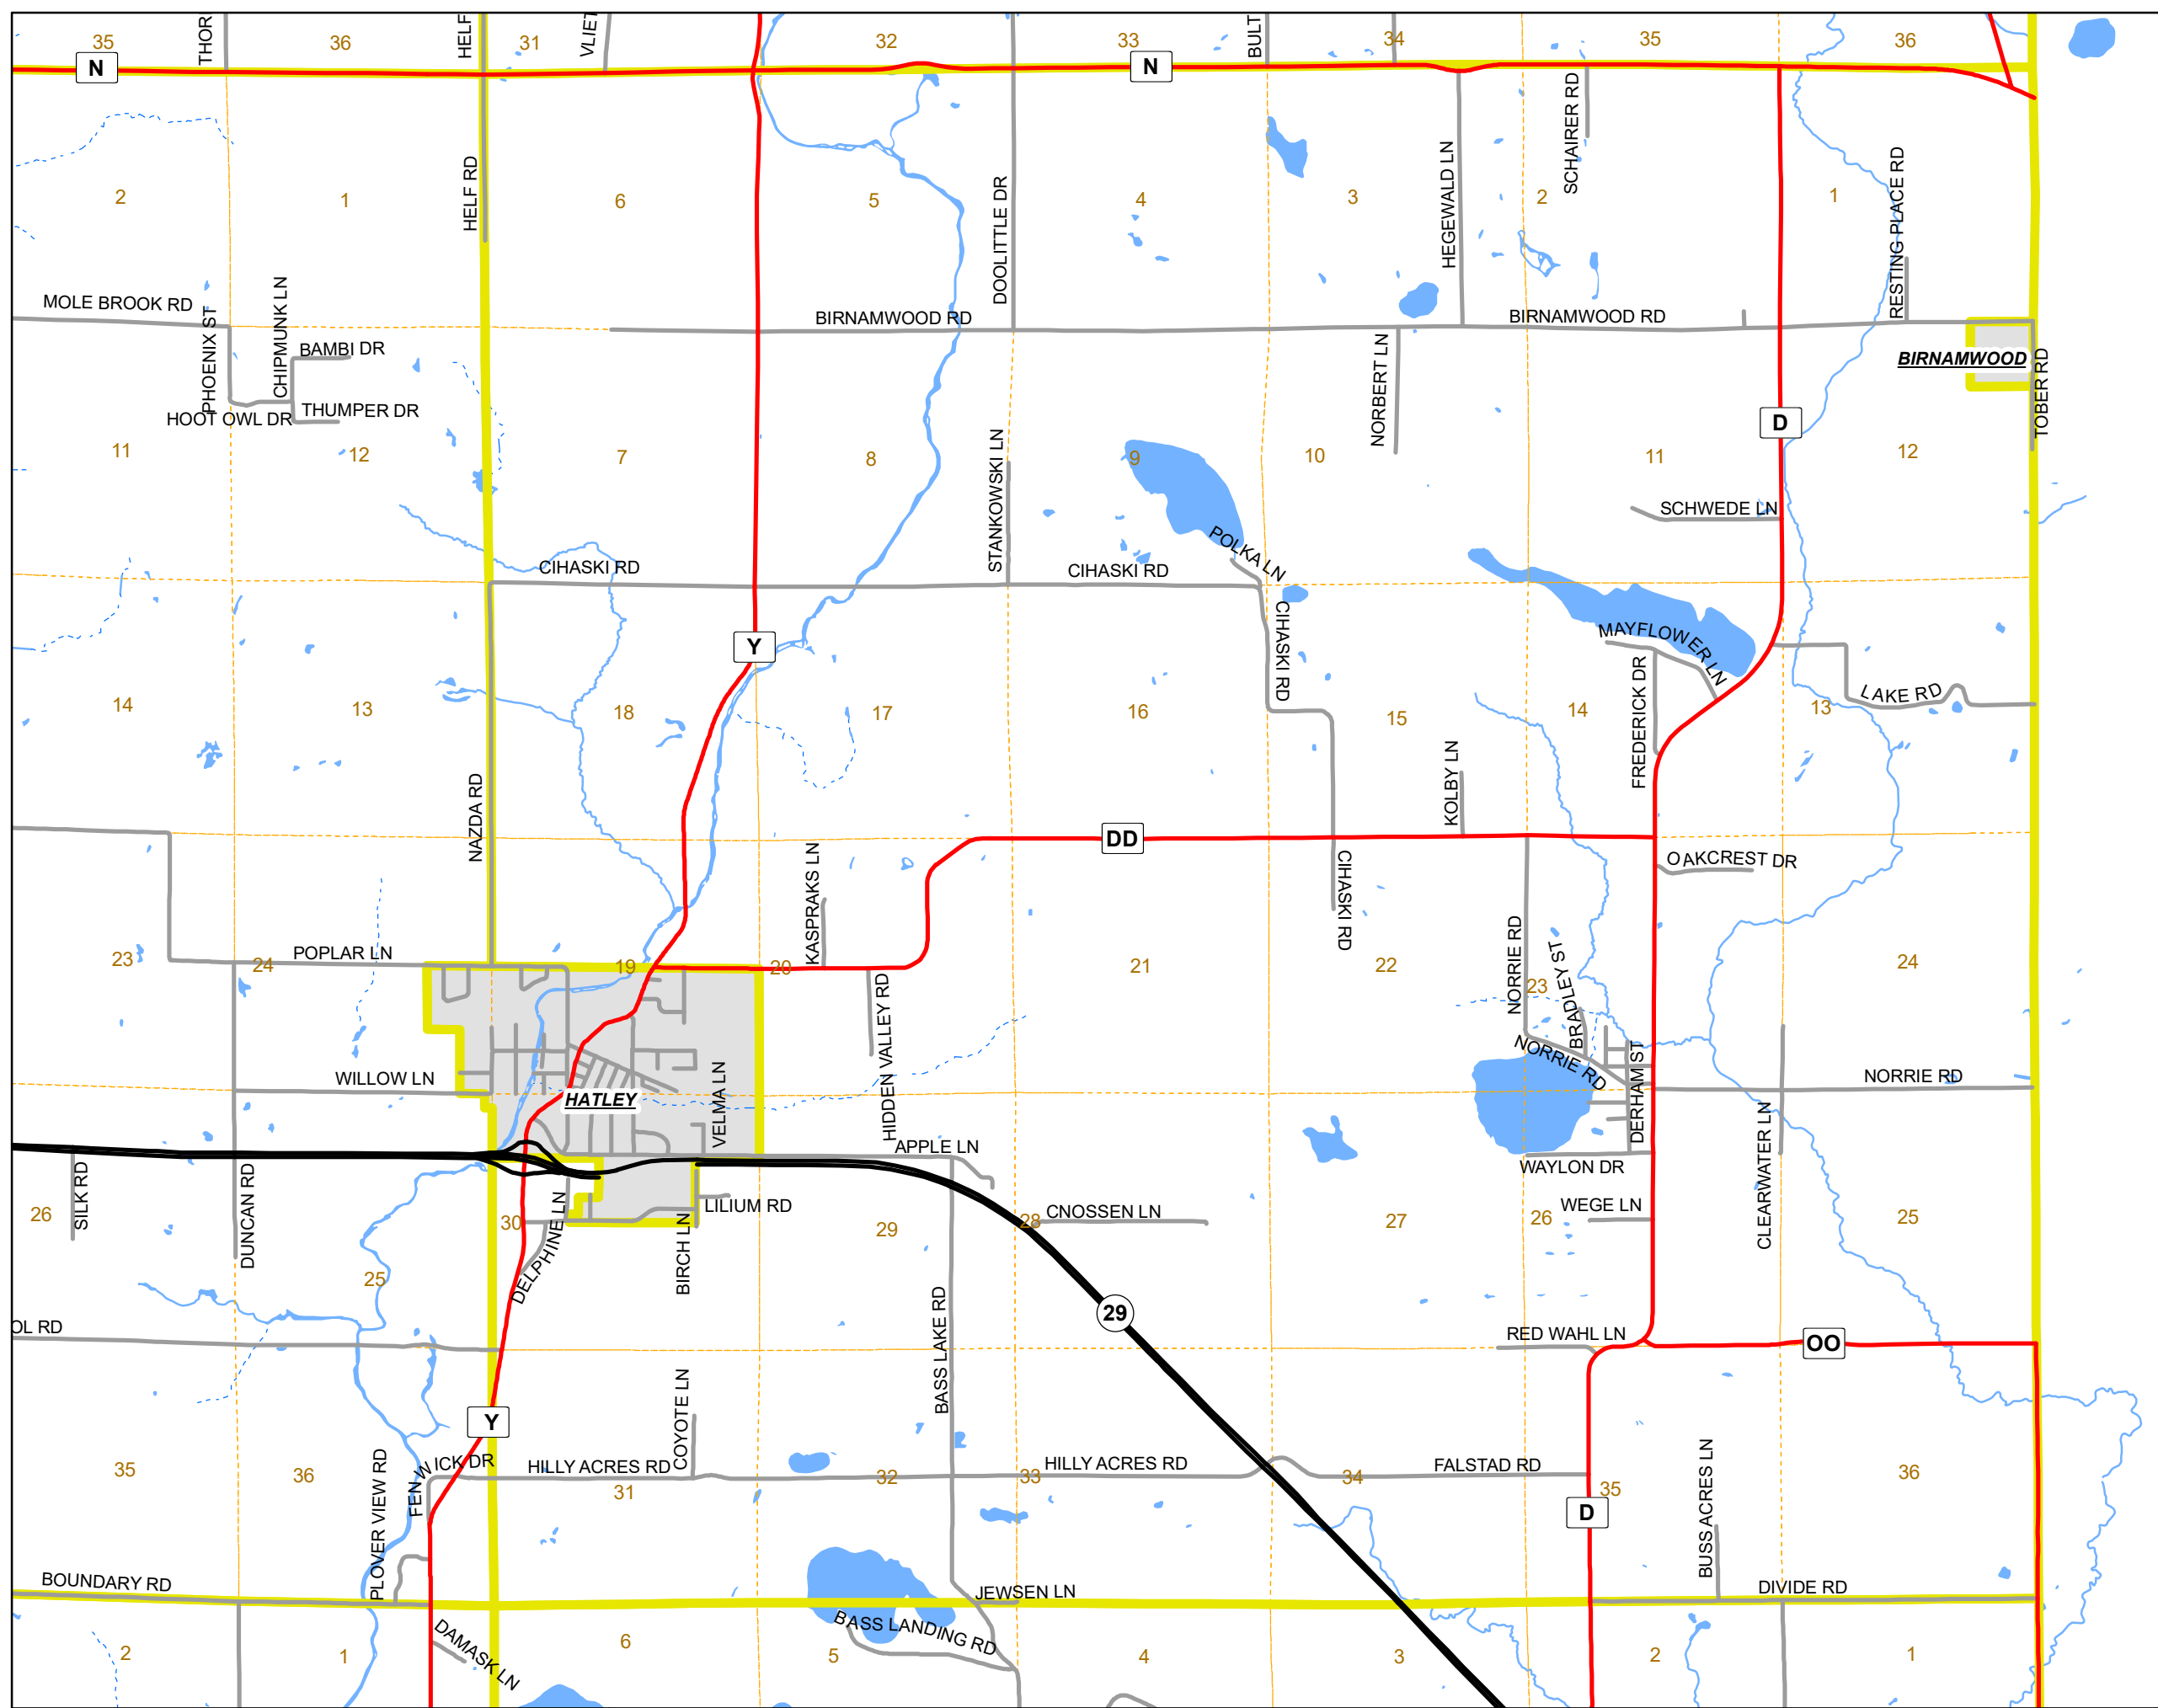 35
THOR
36
HELF
31
VLIET
32
33
BULT
34
35
36
N
N
2
1
HELF RD
6
5
DOOLITTLE DR
4
3
HEGEWALD LN
2
SCHAIRER RD
1
RESTING PLACE RD
MOLE BROOK RD
PHOENIX ST
CHIPMUNK LN
BAMBI DR
THUMPER DR
HOOT OWL DR
BIRNAMWOOD RD
BIRNAMWOOD RD
BIRNAMWOOD
TOBER RD
NORBERT LN
D
11
12
7
8
STANKOWSKI LN
9
10
11
12
SCHWEDE LN
CIHASKI RD
CIHASKI RD
POLKA LN
CIHASKI RD
MAYFLOWER LN
FREDERICK DR
LAKE RD
Y
14
13
18
17
16
15
14
13
NAZDA RD
KOLBY LN
DD
KASPRAKS LN
CIHASKI RD
OAKCREST DR
POPLAR LN
23
24
19
20
21
22
NORRIE RD
23
BRADLEY ST
24
HIDDEN VALLEY RD
NORRIE RD
DERHAM ST
NORRIE RD
WILLOW LN
HATLEY
VELMA LN
APPLE LN
WAYLON DR
CLEARWATER LN
26
SILK RD
DUNCAN RD
25
30
DELPHINE LN
LILIUM RD
BIRCH LN
29
28
CNOSSEN LN
27
26
WEGE LN
25
BASS LAKE RD
29
OL RD
RED WAHL LN
OO
Y
35
36
PLOVER VIEW RD
FENWICK DR
HILLY ACRES RD
31
COYOTE LN
32
33
HILLY ACRES RD
34
FALSTAD RD
35
D
BUSS ACRES LN
36
BOUNDARY RD
JEWSEN LN
DIVIDE RD
BASS LANDING RD
DAMASK LN
2
1
6
5
4
3
2
1